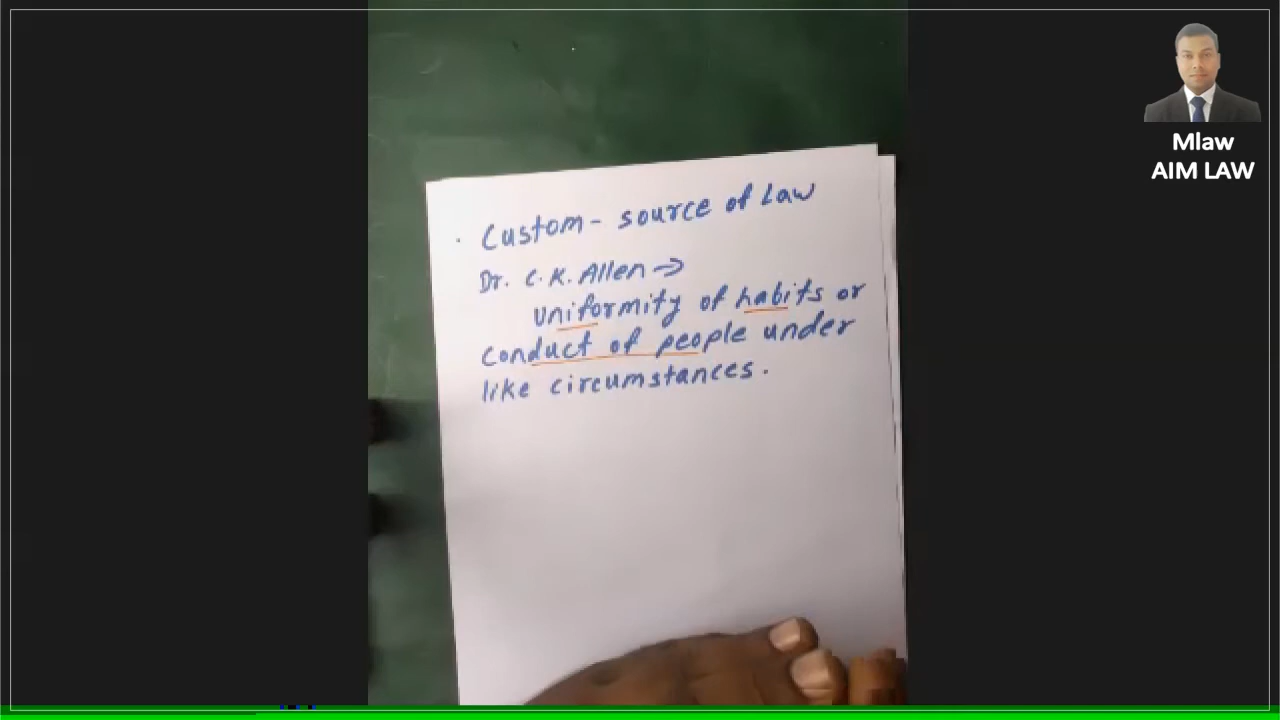 Mlaw
AIM LAW
Custom - source of Law
Dr. C.K. Allen →
uniformity of habits or
conduct of people under
like circumstances.